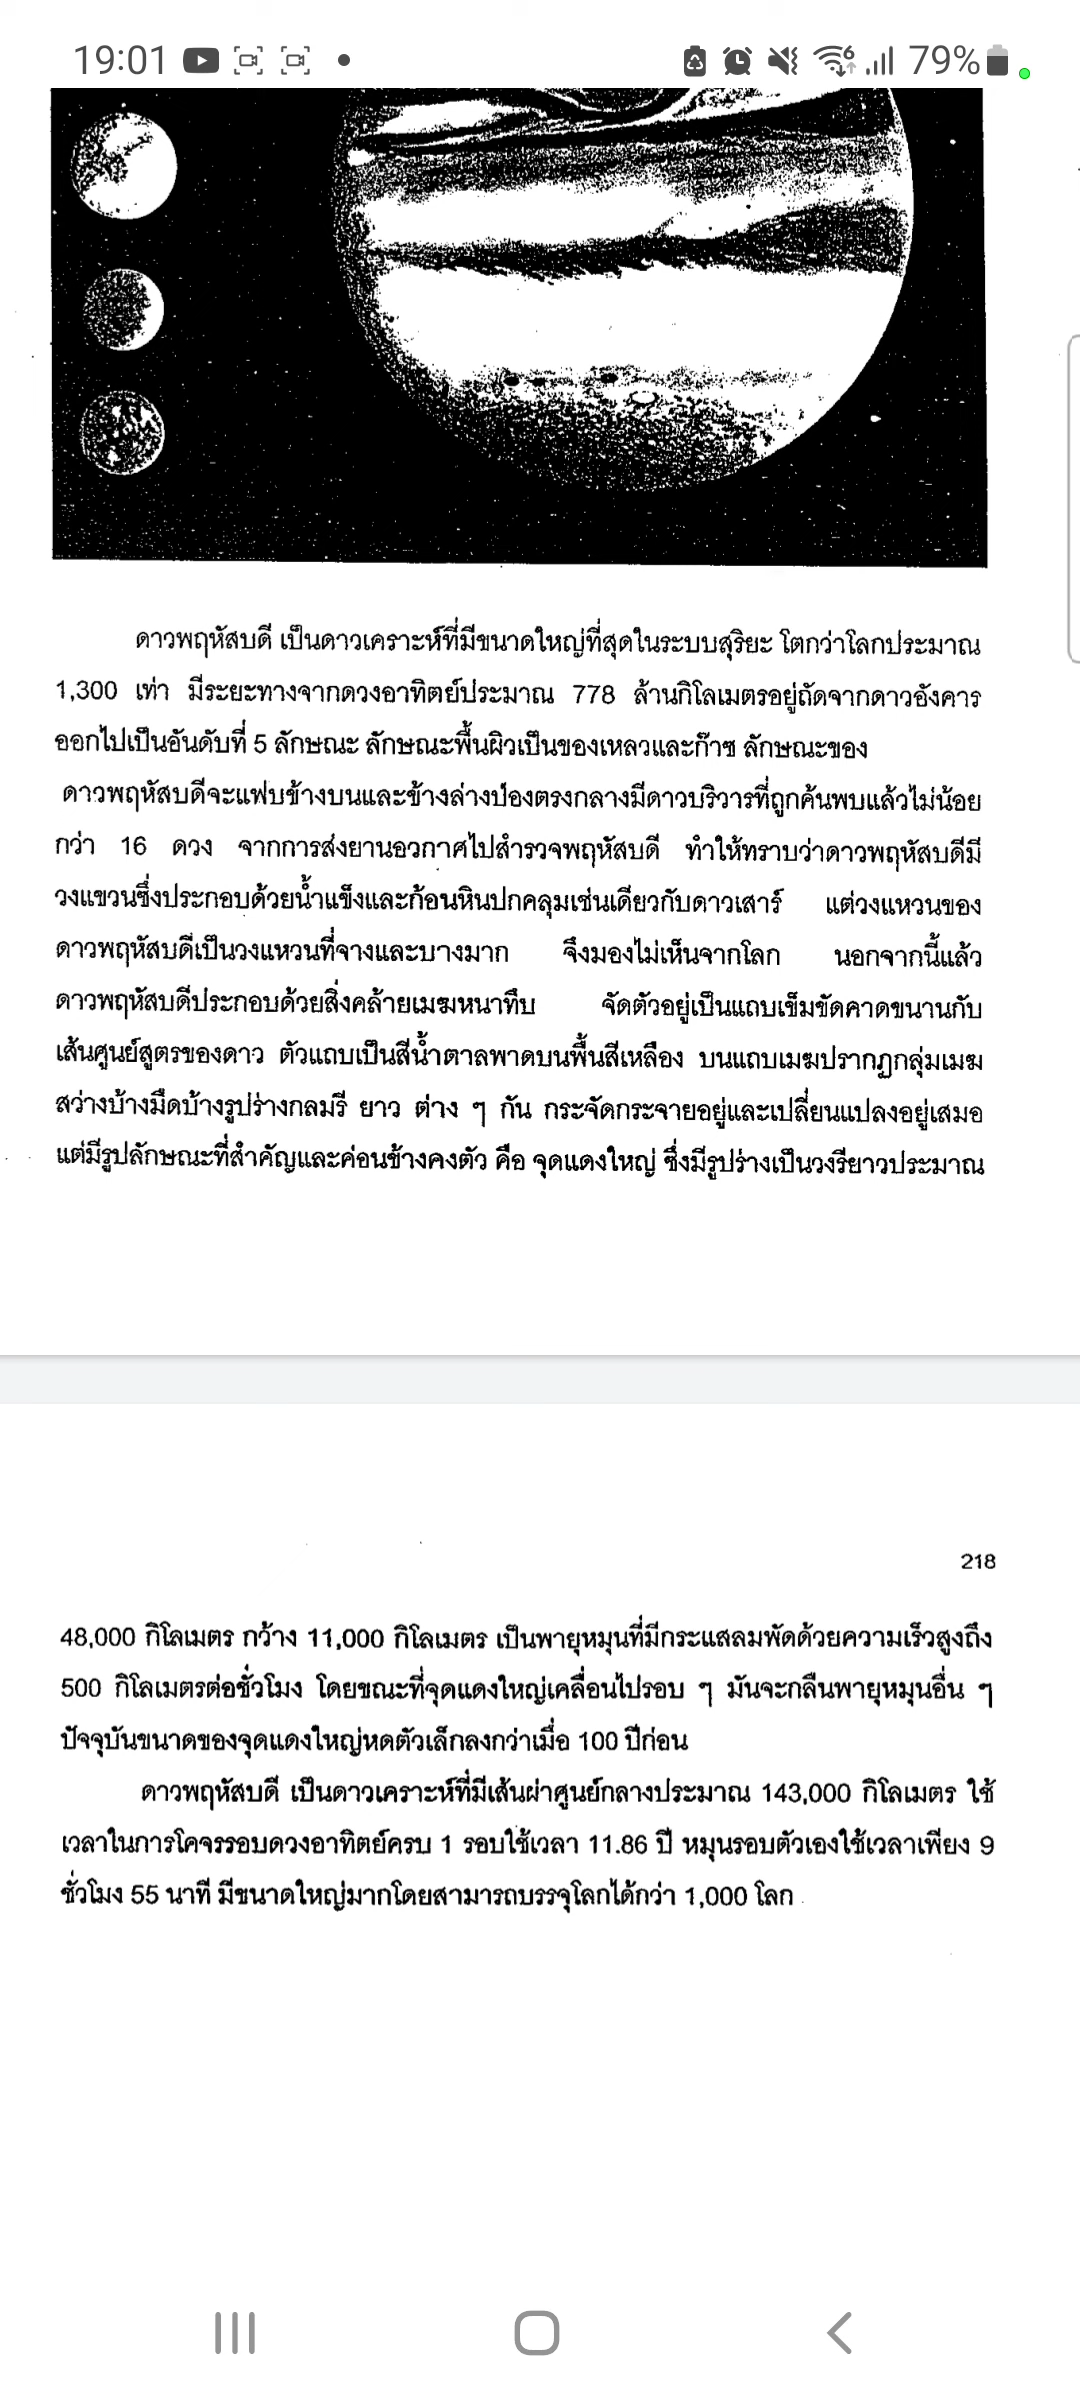 19:01
79%
ดาวพฤหัสบดี เป็นดาวเคราะห์ที่มีขนาดใหญ่ที่สุดในระบบสุริยะ โตกว่าโลกประมาณ
1,300 เท่า มีระยะทางจากดวงอาทิตย์ประมาณ 778 ล้านกิโลเมตรอยู่ถัดจากดาวอังคาร
ออกไปเป็นอันดับที่ 5 ลักษณะ ลักษณะพื้นผิวเป็นของเหลวและก๊าซ ลักษณะของ
ดาวพฤหัสบดีจะแฟบข้างบนและข้างล่างป่องตรงกลางมีดาวบริวารที่ถูกค้นพบแล้วไม่น้อย
กว่า 16 ดวง จากการส่งยานอวกาศไปสำรวจพฤหัสบดี ทำให้ทราบว่าดาวพฤหัสบดีมี
วงแขวนซึ่งประกอบด้วยน้ำแข็งและก้อนหินปกคลุมเช่นเดียวกับดาวเสาร์ แต่วงแหวนของ
ดาวพฤหัสบดีเป็นวงแหวนที่จางและบางมาก จึงมองไม่เห็นจากโลก นอกจากนี้แล้ว
ดาวพฤหัสบดีประกอบด้วยสิ่งคล้ายเมฆหนาทึบ จัดตัวอยู่เป็นแถบเข็มขัดคาดขนานกับ
เส้นศูนย์สูตรของดาว ตัวแถบเป็นสีน้ำตาลพาดบนพื้นสีเหลือง บนแถบเมฆปรากฏกลุ่มเมฆ
สว่างบ้างมืดบ้างรูปร่างกลมรี ยาว ต่าง ๆ กัน กระจัดกระจายอยู่และเปลี่ยนแปลงอยู่เสมอ
แต่มีรูปลักษณะที่สำคัญและค่อนข้างคงตัว คือ จุดแดงใหญ่ ซึ่งมีรูปร่างเป็นวงรียาวประมาณ
218
48,000 กิโลเมตร กว้าง 11,000 กิโลเมตร เป็นพายุหมุนที่มีกระแสลมพัดด้วยความเร็วสูงถึง
500 กิโลเมตรต่อชั่วโมง โดยขณะที่จุดแดงใหญ่เคลื่อนไปรอบ ๆ มันจะกลืนพายุหมุนอื่น ๆ
ปัจจุบันขนาดของจุดแดงใหญ่หดตัวเล็กลงกว่าเมื่อ 100 ปีก่อน
ดาวพฤหัสบดี เป็นดาวเคราะห์ที่มีเส้นผ่าศูนย์กลางประมาณ 143,000 กิโลเมตร ใช้
เวลาในการโคจรรอบดวงอาทิตย์ครบ 1 รอบใช้เวลา 11.86 ปี หมุนรอบตัวเองใช้เวลาเพียง 9
ชั่วโมง 55 นาที มีขนาดใหญ่มากโดยสามารถบรรจุโลกได้กว่า 1,000 โลก